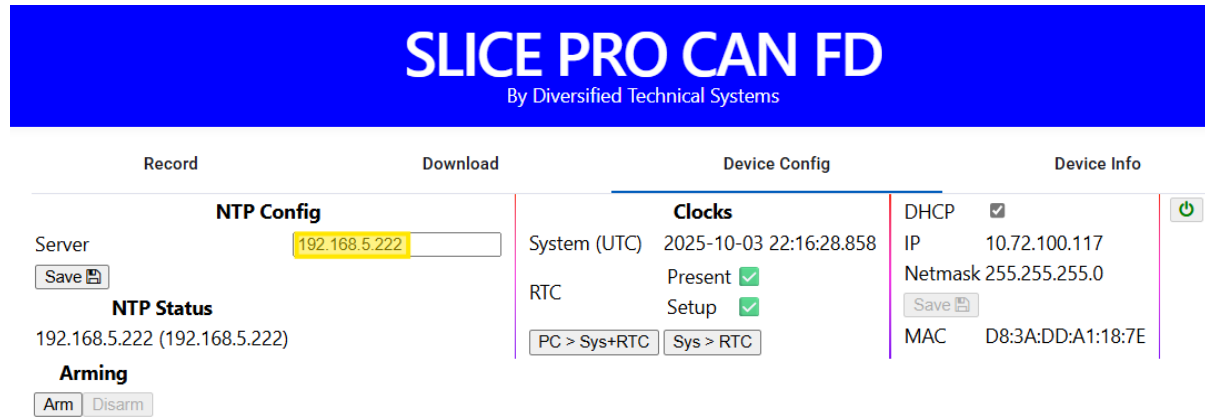 SLICE PRO CAN FD
By Diversified Technical Systems
Record Download Device Config Device Info
NTP Config
Server 192.168.5.222
Save
NTP Status
192.168.5.222 (192.168.5.222)
Arming
Arm Disarm
Clocks
System (UTC) 2025-10-03 22:16:28.858
RTC
Present
Setup
PC > Sys+RTC Sys > RTC
DHCP
IP 10.72.100.117
Netmask 255.255.255.0
Save
MAC D8:3A:DD:A1:18:7E